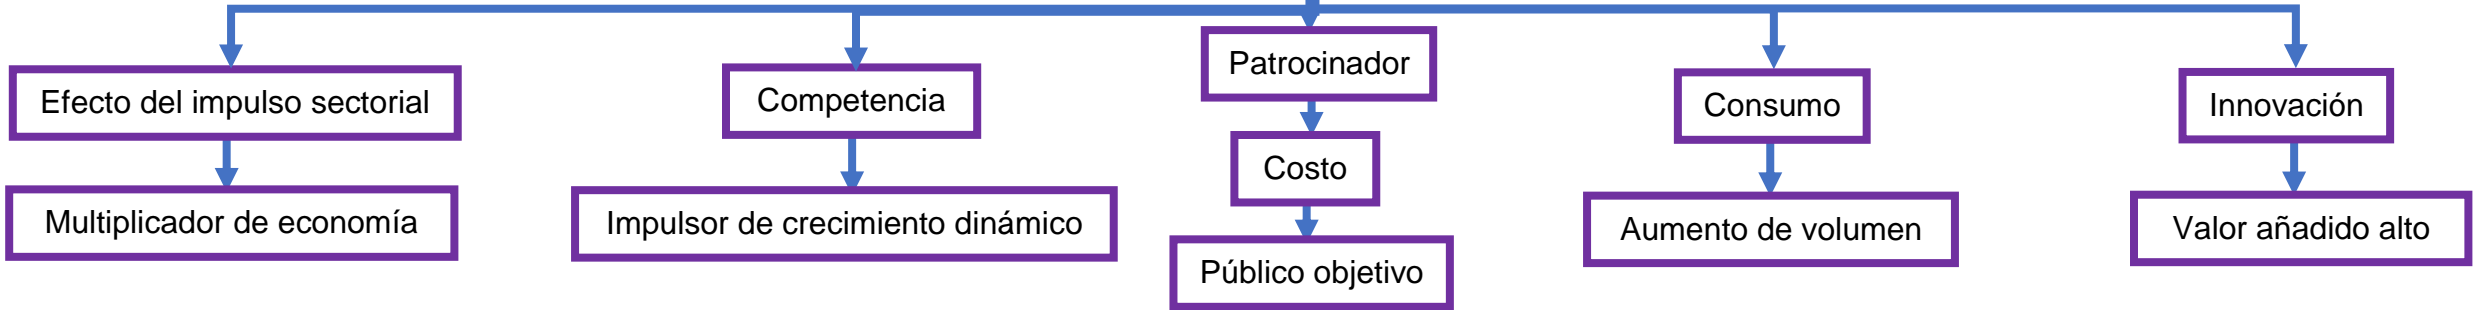 Efecto del impulso sectorial
Competencia
Patrocinador
Consumo
Innovación
Multiplicador de economía
Impulsor de crecimiento dinámico
Costo
Público objetivo
Aumento de volumen
Valor añadido alto